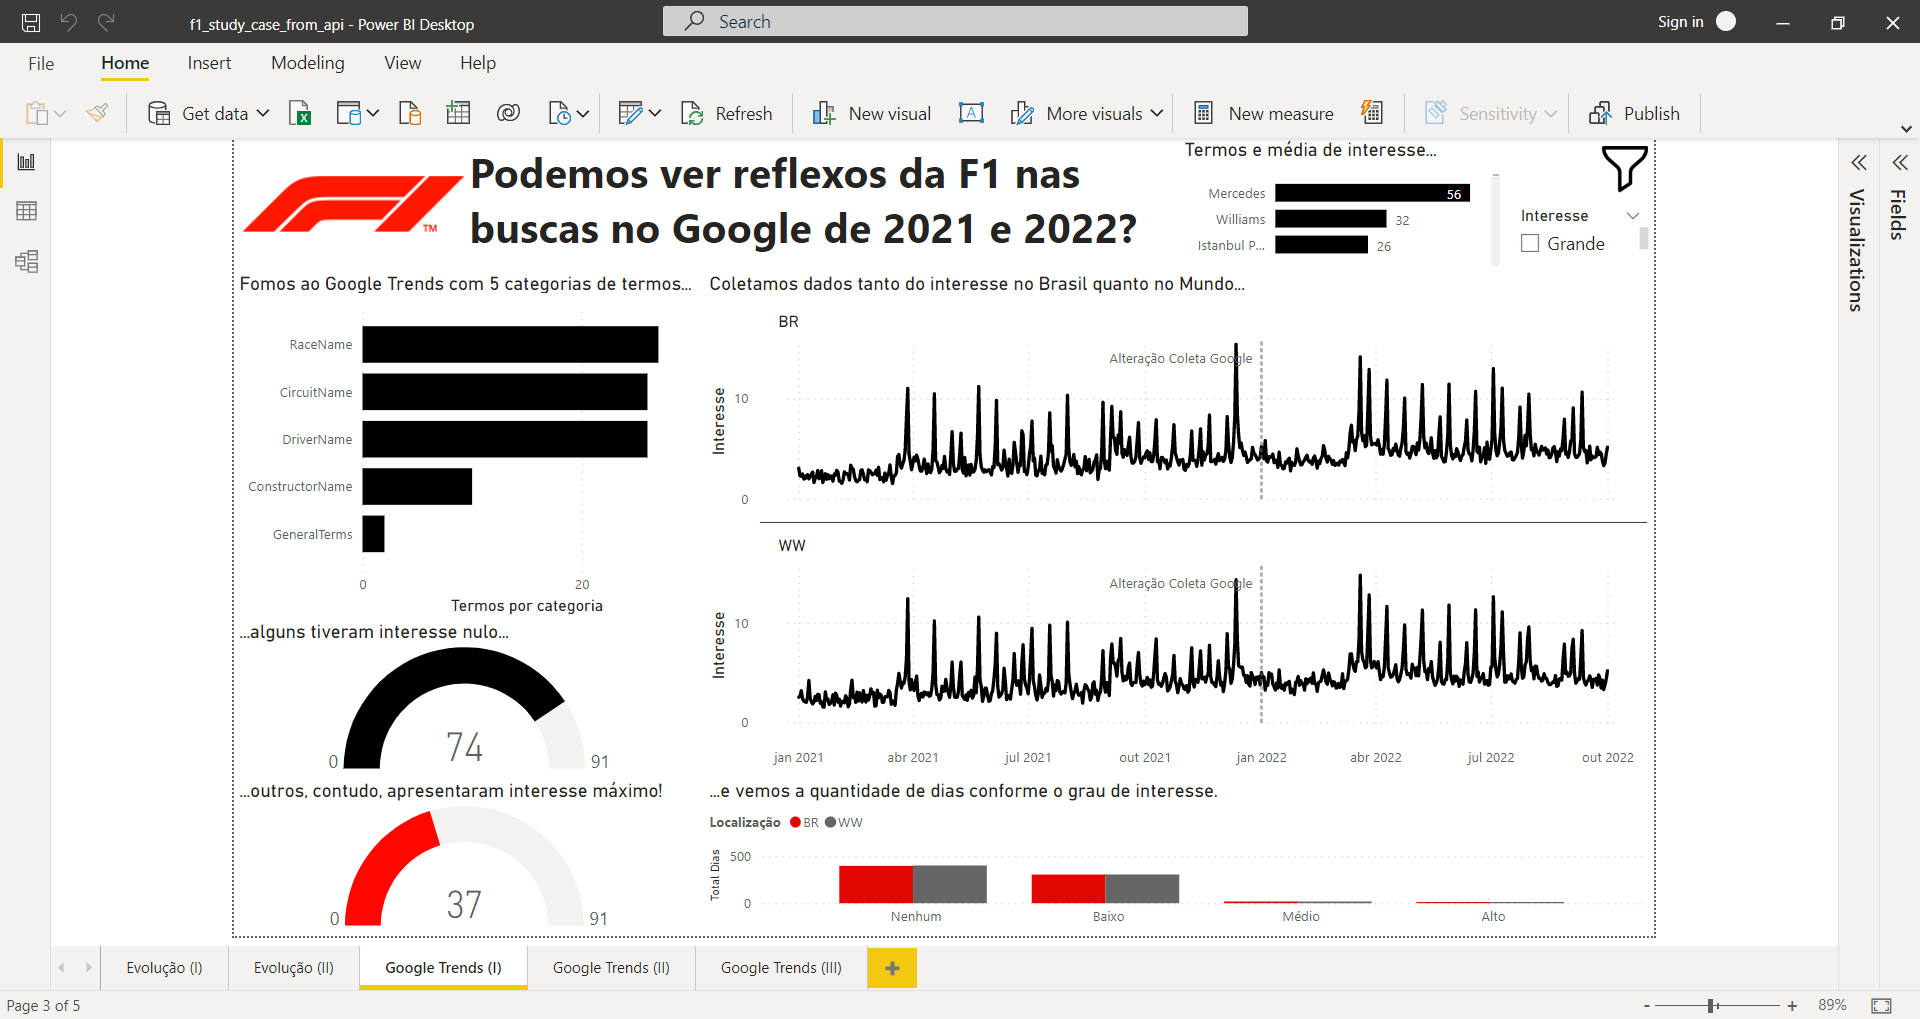 f1_study_case_from_api - Power BI Desktop
Search
Sign in
File
Home
Insert
Modeling
View
Help
Get data
Refresh
New visual
More visuals
New measure
Sensitivity
Publish
F1
TM
Podemos ver reflexos da F1 nas
buscas no Google de 2021 e 2022?
Termos e média de interesse...
Mercedes
56
Williams
32
Istanbul P...
26
Interesse
Grande
Visualizations
Fields
Fomos ao Google Trends com 5 categorias de termos...
RaceName
CircuitName
DriverName
ConstructorName
GeneralTerms
0
20
Termos por categoria
Coletamos dados tanto do interesse no Brasil quanto no Mundo...
BR
Alteração Coleta Google
Interesse
10
0
WW
Alteração Coleta Google
Interesse
10
0
jan 2021
abr 2021
jul 2021
out 2021
jan 2022
abr 2022
jul 2022
out 2022
...alguns tiveram interesse nulo...
74
0
91
...outros, contudo, apresentaram interesse máximo!
37
0
91
...e vemos a quantidade de dias conforme o grau de interesse.
Localização BR WW
Total Dias
500
0
Nenhum
Baixo
Médio
Alto
Evolução (I)
Evolução (II)
Google Trends (I)
Google Trends (II)
Google Trends (III)
+
Page 3 of 5
- + 89%